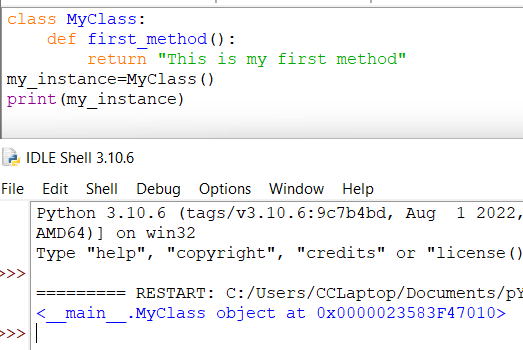 class MyClass:
    def first_method():
        return "This is my first method"
my_instance=MyClass()
print(my_instance)
IDLE Shell 3.10.6
File Edit Shell Debug Options Window Help
Python 3.10.6 (tags/v3.10.6:9c7b4bd, Aug  1 2022,
AMD64)] on win32
Type "help", "copyright", "credits" or "license()
>>>
========= RESTART: C:/Users/CCLaptop/Documents/pY
<__main__.MyClass object at 0x0000023583F47010>
>>>